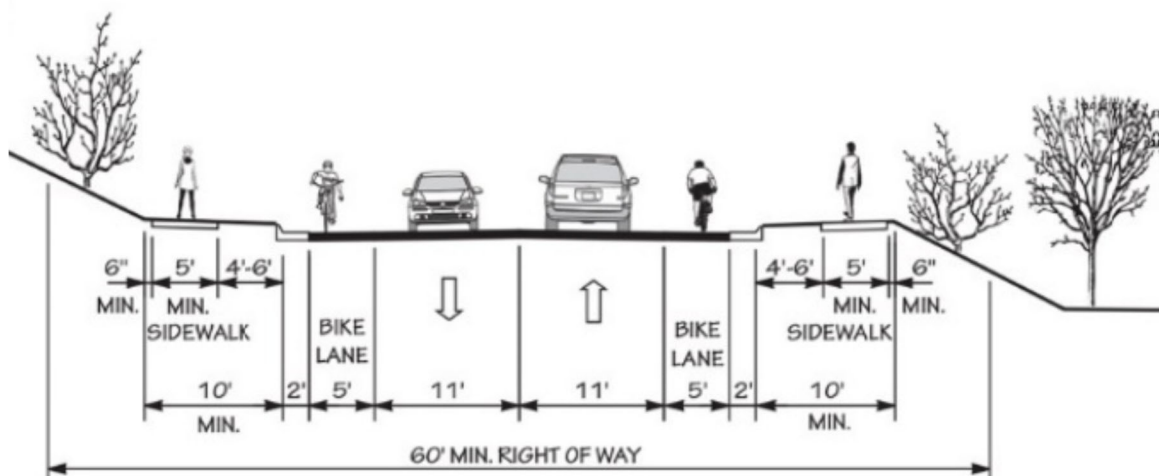 6" 5' 4'-6' 4'-6' 5' 6"
MIN. MIN. MIN. MIN.
SIDEWALK SIDEWALK
BIKE BIKE
LANE LANE
10' 2' 5' 11' 11' 5' 2' 10'
MIN. MIN.
60' MIN. RIGHT OF WAY